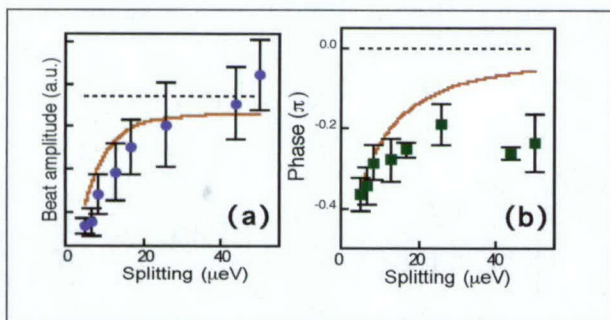 Beat amplitude (a.u.)
(a)
0 20 40
Splitting (μeV)
Phase (π)
0.0
-0.2
-0.4
(b)
0 20 40
Splitting (μeV)